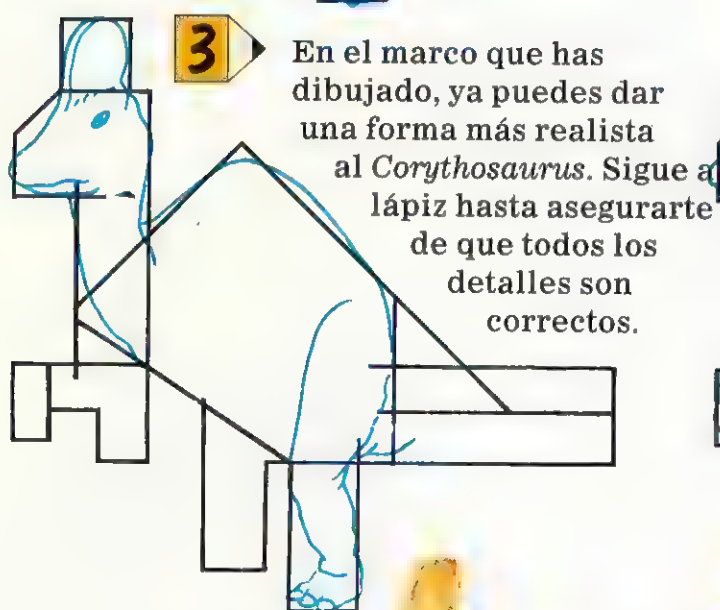 3
En el marco que has
dibujado, ya puedes dar
una forma más realista
al Corythosaurus. Sigue a
lápiz hasta asegurarte
de que todos los
detalles son
correctos.